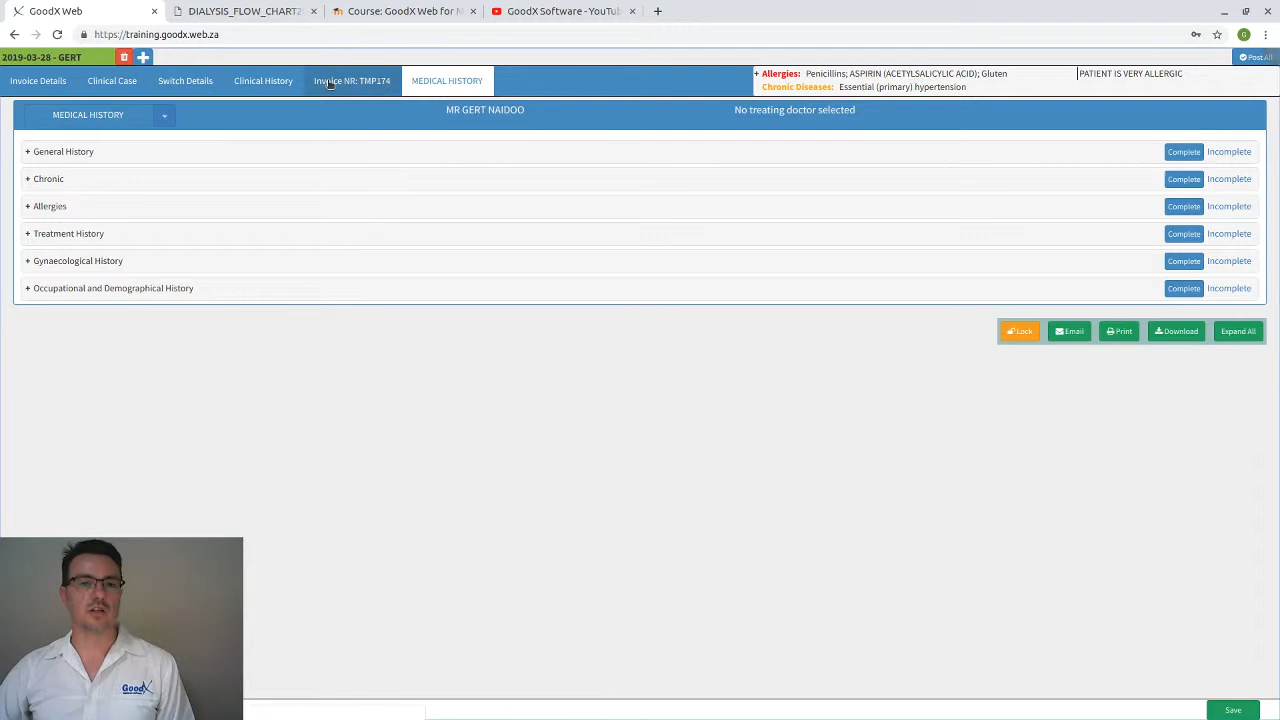 GoodX Web
DIALYSIS_FLOW_CHART2
Course: GoodX Web for M
GoodX Software - YouTub
https://training.goodx.web.za
G
2019-03-28 - GERT
Post All
Invoice Details
Clinical Case
Switch Details
Clinical History
Invoice NR: TMP174
MEDICAL HISTORY
+ Allergies: Penicillins; ASPIRIN (ACETYLSALICYLIC ACID); Gluten
PATIENT IS VERY ALLERGIC
Chronic Diseases: Essential (primary) hypertension
MEDICAL HISTORY
MR GERT NAIDOO
No treating doctor selected
+ General History Complete Incomplete
+ Chronic Complete Incomplete
+ Allergies Complete Incomplete
+ Treatment History Complete Incomplete
+ Gynaecological History Complete Incomplete
+ Occupational and Demographical History Complete Incomplete
Lock Email Print Download Expand All
GoodX
Save